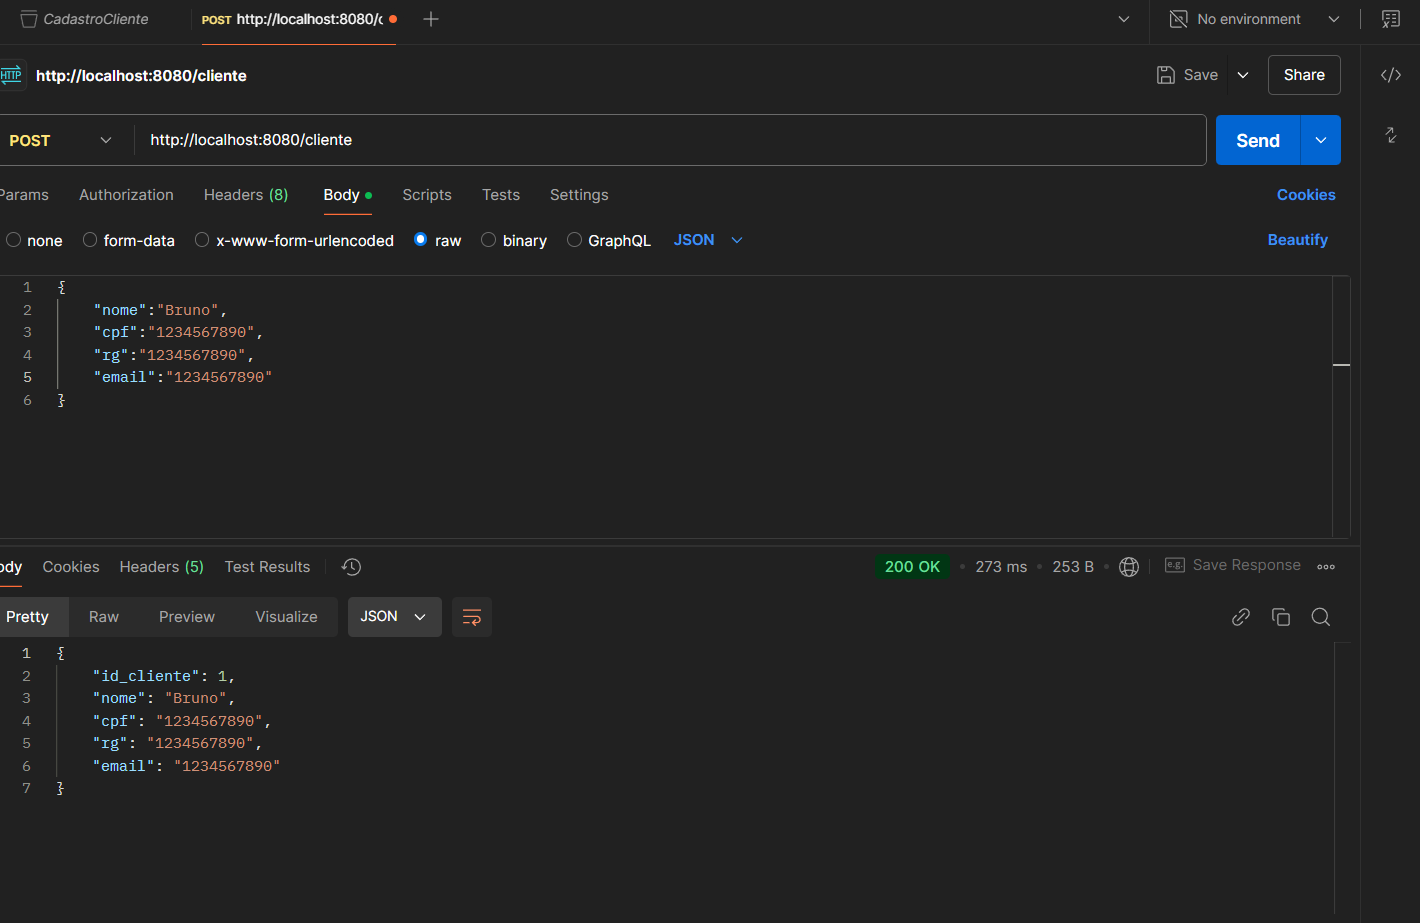 CadastroCliente
POST http://localhost:8080/c
No environment
HTTP http://localhost:8080/cliente
Save
Share
POST
http://localhost:8080/cliente
Send
Params Authorization Headers (8) Body Scripts Tests Settings
Cookies
none form-data x-www-form-urlencoded raw binary GraphQL JSON
Beautify
1 {
2 "nome":"Bruno",
3 "cpf":"1234567890",
4 "rg":"1234567890",
5 "email":"1234567890"
6 }
ody Cookies Headers (5) Test Results
200 OK • 273 ms • 253 B
e.g. Save Response
Pretty Raw Preview Visualize JSON
1 {
2 "id_cliente": 1,
3 "nome": "Bruno",
4 "cpf": "1234567890",
5 "rg": "1234567890",
6 "email": "1234567890"
7 }